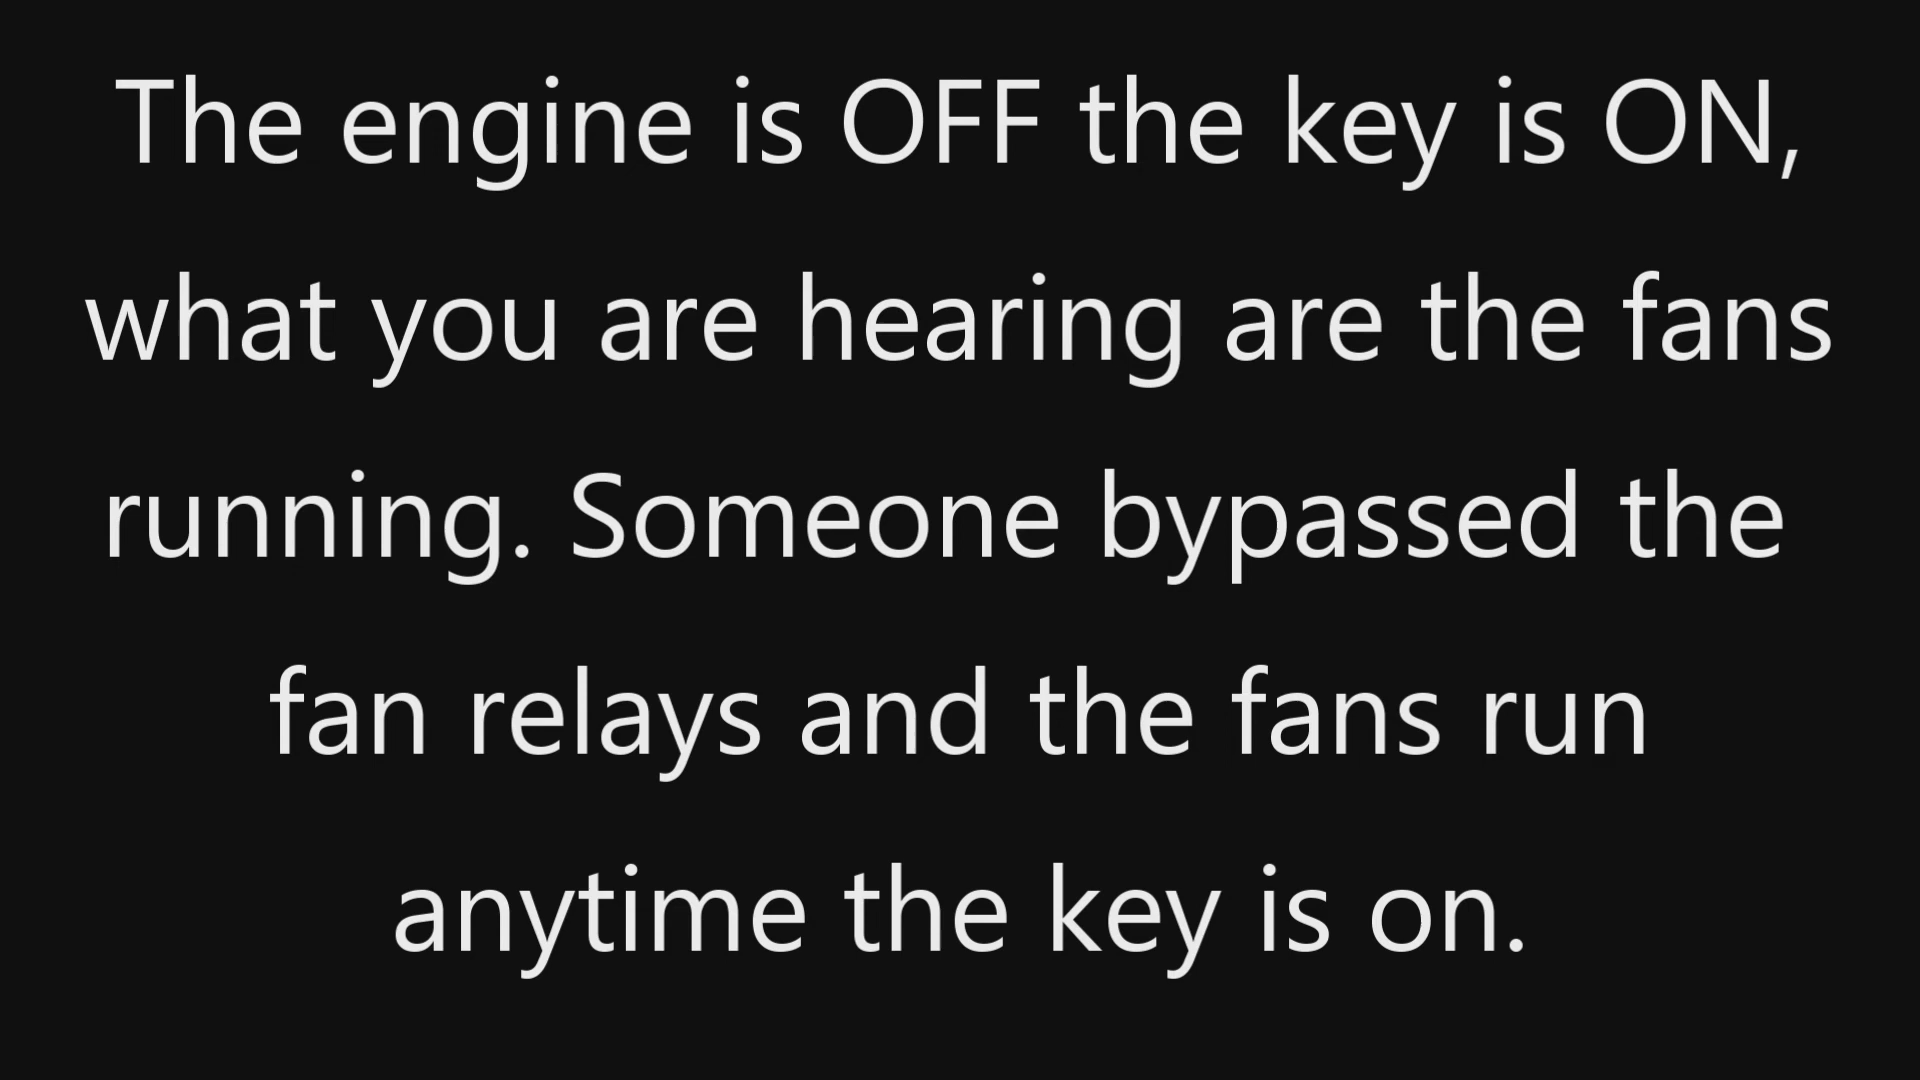 The engine is OFF the key is ON,
what you are hearing are the fans
running. Someone bypassed the
fan relays and the fans run
anytime the key is on.